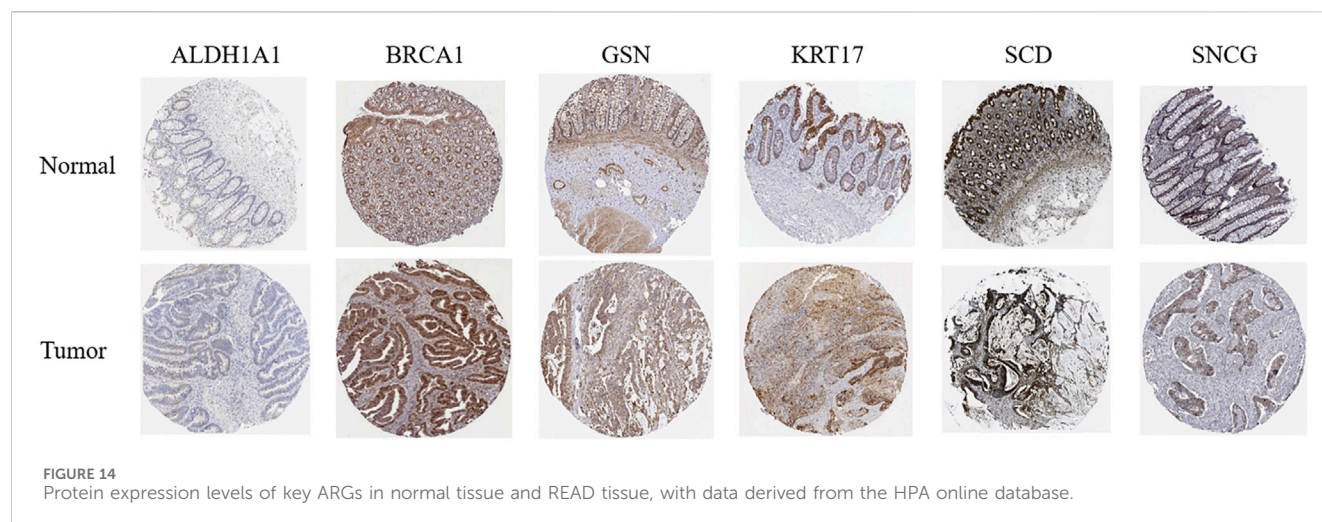 ALDH1A1 BRCA1 GSN KRT17 SCD SNCG
Normal
Tumor
FIGURE 14
Protein expression levels of key ARGs in normal tissue and READ tissue, with data derived from the HPA online database.